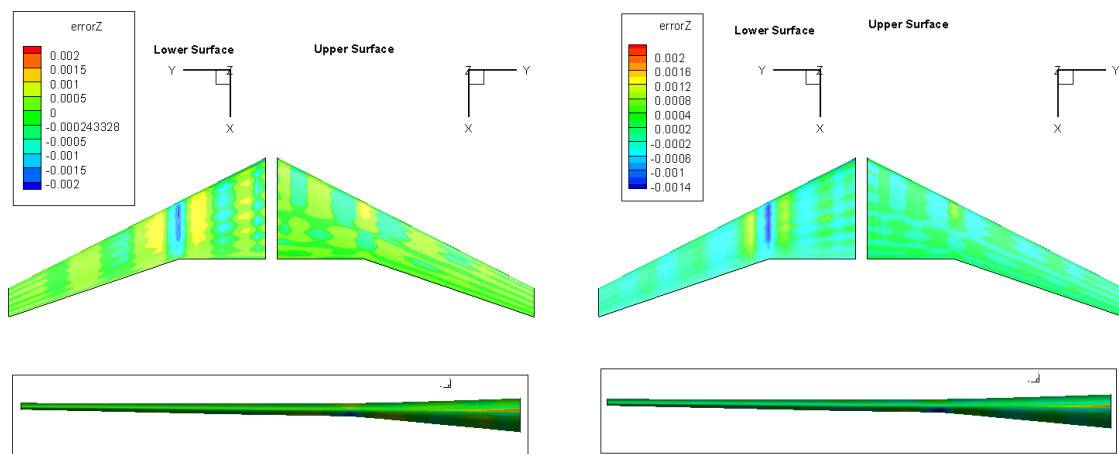 errorZ
0.002
0.0015
0.001
0.0005
0
-0.000243328
-0.0005
-0.001
-0.0015
-0.002
Lower Surface
Upper Surface
Y
Z
X
Z
Y
X
errorZ
0.002
0.0016
0.0012
0.0008
0.0004
0.0002
-0.0002
-0.0006
-0.001
-0.0014
Lower Surface
Upper Surface
Y
Z
X
Z
Y
X